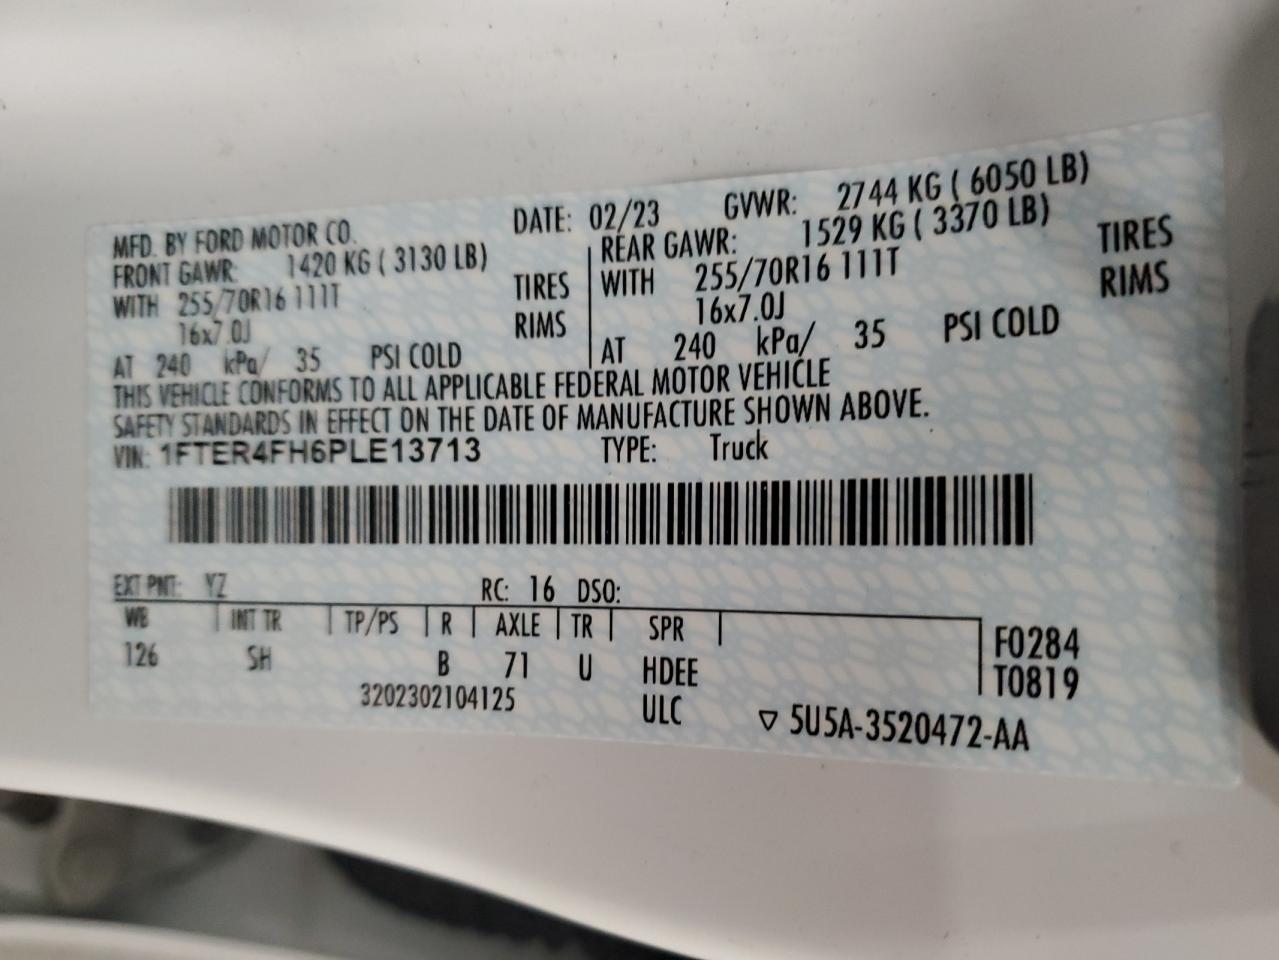 MFD. BY FORD MOTOR CO. DATE: 02/23 GVWR: 2744 KG ( 6050 LB)
FRONT GAWR: 1420 KG ( 3130 LB) REAR GAWR: 1529 KG ( 3370 LB)
WITH 255/70R16 111T TIRES WITH 255/70R16 111T TIRES
16x7.0J RIMS 16x7.0J RIMS
AT 240 kPa/ 35 PSI COLD AT 240 kPa/ 35 PSI COLD
THIS VEHICLE CONFORMS TO ALL APPLICABLE FEDERAL MOTOR VEHICLE
SAFETY STANDARDS IN EFFECT ON THE DATE OF MANUFACTURE SHOWN ABOVE.
VIN: 1FTER4FH6PLE13713 TYPE: Truck
EXT PNT: YZ RC: 16 DSO:
WB INT TR TP/PS R AXLE TR SPR F0284
126 SH B 71 U HDEE T0819
3202302104125 ULC ▽ 5U5A-3520472-AA